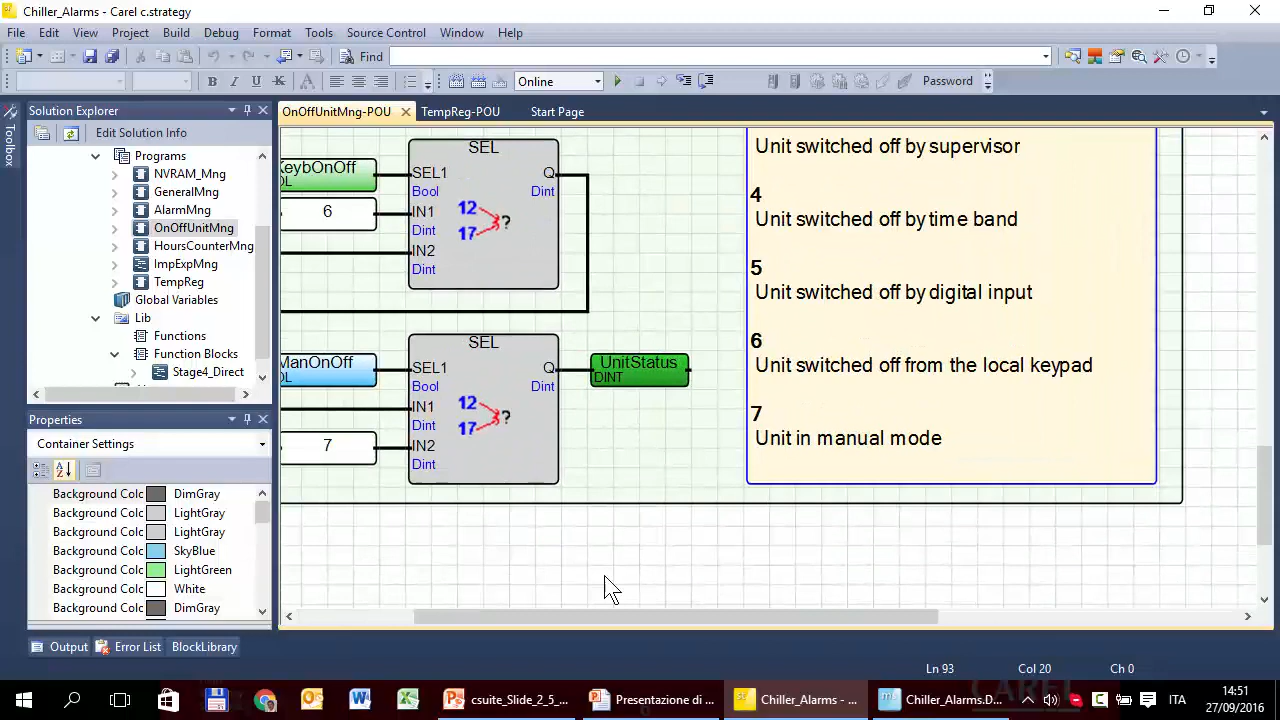 Chiller_Alarms - Carel c.strategy
File Edit View Project Build Debug Format Tools Source Control Window Help
Find
Online Password
Toolbox
Solution Explorer
Edit Solution Info
Programs
NVRAM_Mng
GeneralMng
AlarmMng
OnOffUnitMng
HoursCounterMng
ImpExpMng
TempReg
Global Variables
Lib
Functions
Function Blocks
Stage4_Direct
Properties
Container Settings
Background Colc DimGray
Background Colc LightGray
Background Colc LightGray
Background Colc SkyBlue
Background Colc LightGreen
Background Colc White
Background Colc DimGray
OnOffUnitMng-POU TempReg-POU Start Page
SEL
KeybOnOff
OL
SEL1
Bool
Q
Dint
6
IN1
Dint
12
17
?
IN2
Dint
SEL
ManOnOff
OL
SEL1
Bool
Q
Dint
UnitStatus
DINT
IN1
Dint
12
17
?
7
IN2
Dint
Unit switched off by supervisor
4
Unit switched off by time band
5
Unit switched off by digital input
6
Unit switched off from the local keypad
7
Unit in manual mode
Output Error List BlockLibrary
Ln 93 Col 20 Ch 0
csuite_Slide_2_5_... Presentazione di ... Chiller_Alarms - ... Chiller_Alarms.D... ITA
14:51
27/09/2016